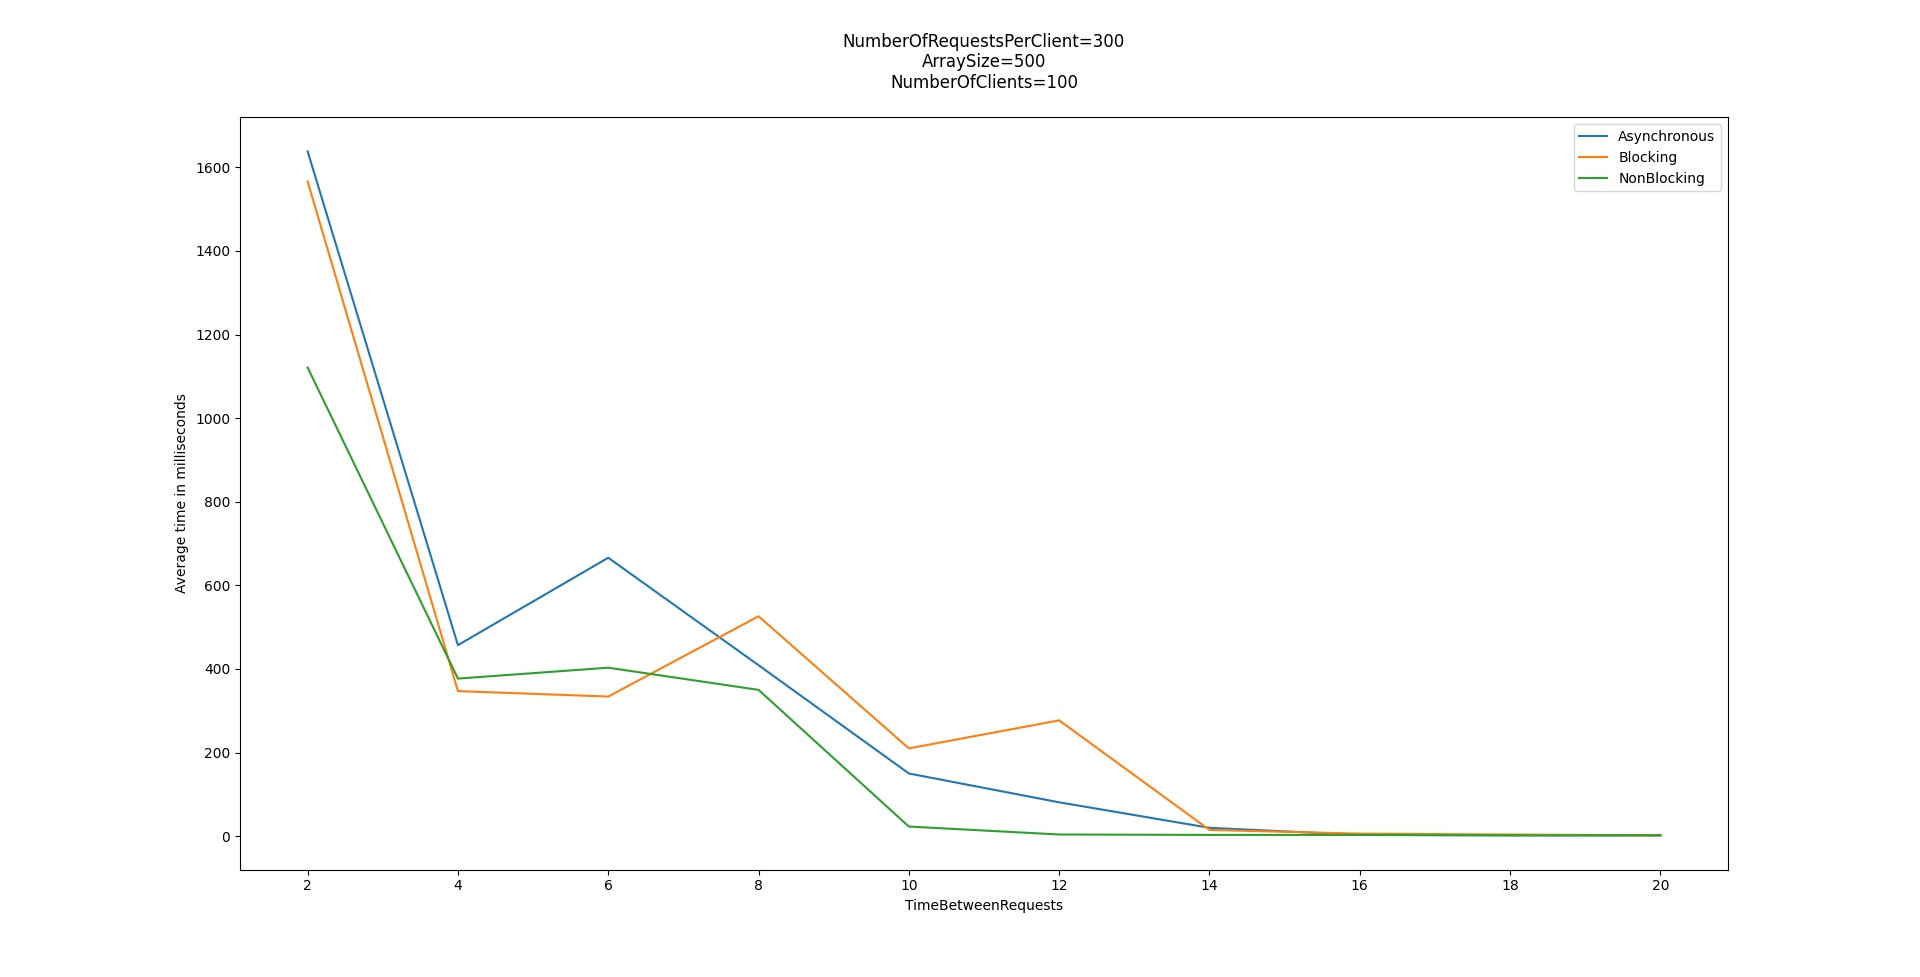 NumberOfRequestsPerClient=300
ArraySize=500
NumberOfClients=100
Asynchronous
Blocking
NonBlocking
1600
1400
1200
1000
800
600
400
200
0
Average time in milliseconds
2 4 6 8 10 12 14 16 18 20
TimeBetweenRequests